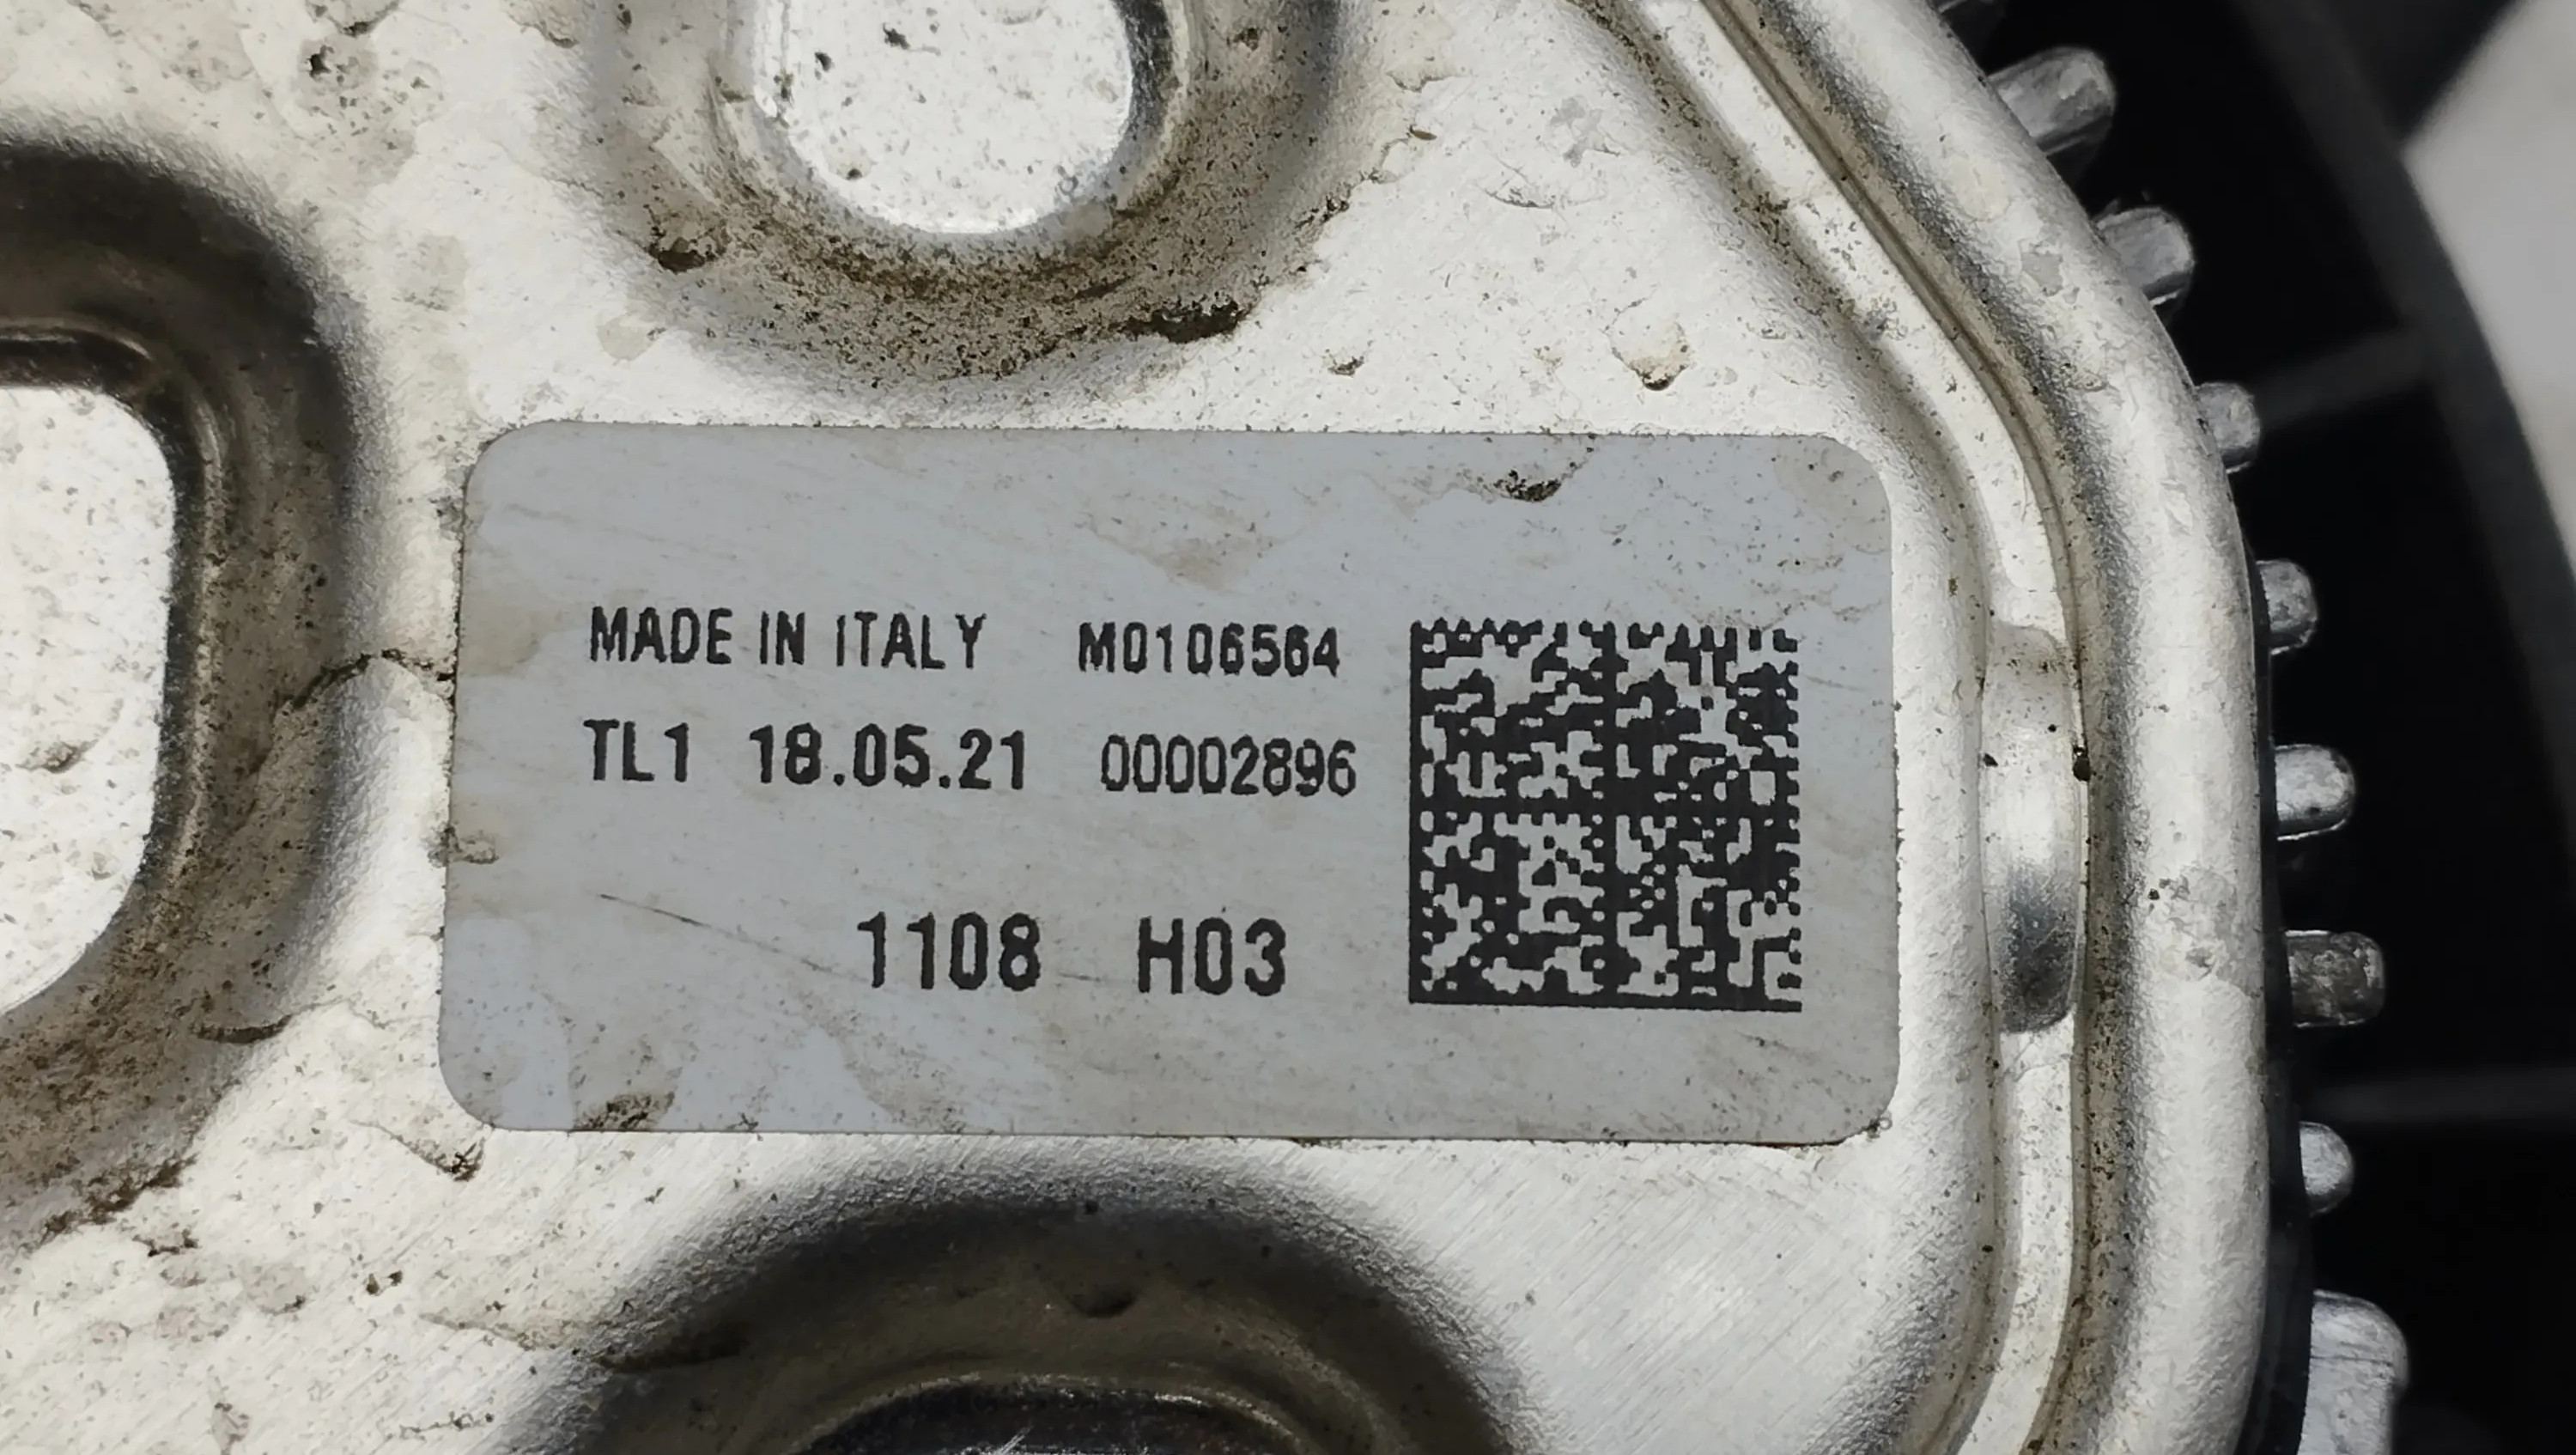 MADE IN ITALY M0106564
TL1 18.05.21 00002896
1108 H03